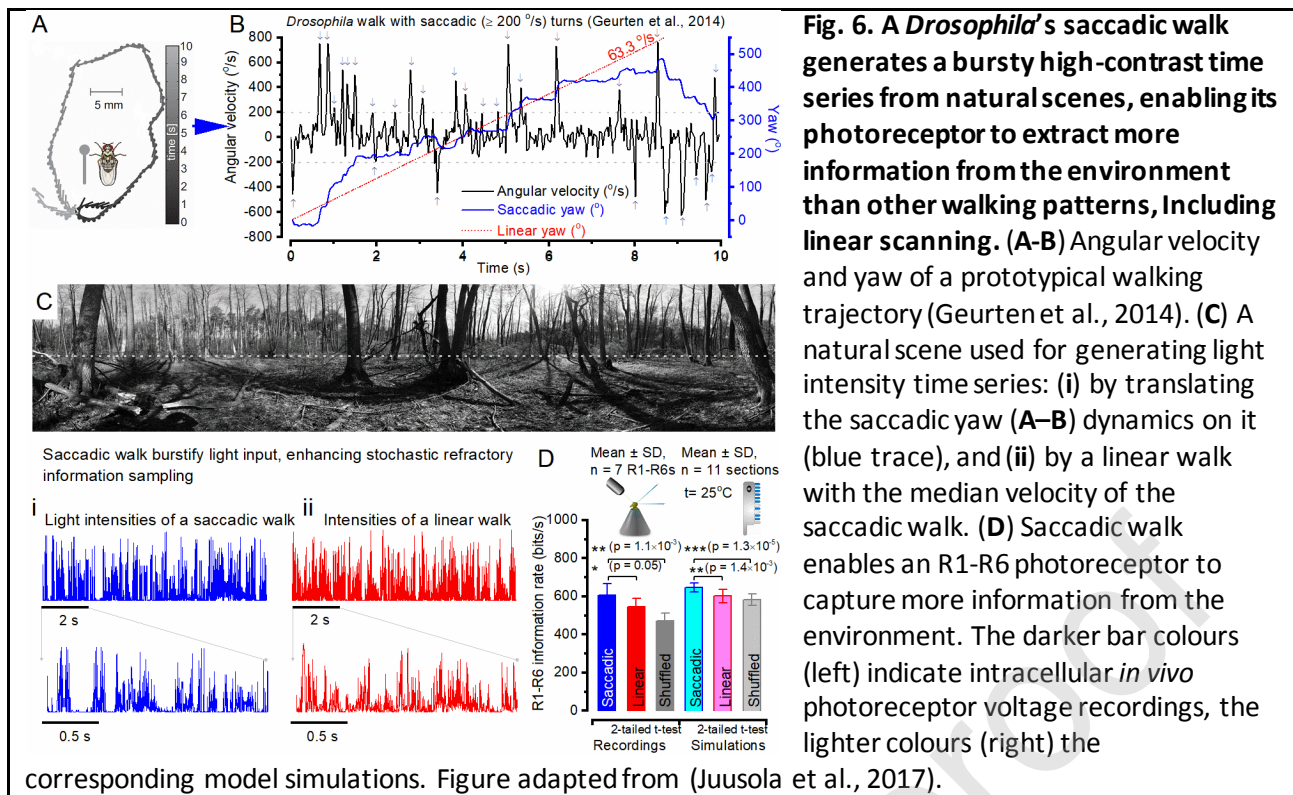 A
5 mm
time [s]
10
9
8
7
6
5
4
3
2
1
0
B
Drosophila walk with saccadic (≥ 200 °/s) turns (Geurten et al., 2014)
Angular velocity (°/s)
800
600
400
200
0
-200
-400
-600
-800
63.3 °/s
Angular velocity (°/s)
Saccadic yaw (°)
Linear yaw (°)
Yaw (°)
500
400
300
200
100
0
0 2 4 6 8 10
Time (s)
C
Saccadic walk burstify light input, enhancing stochastic refractory
information sampling
i
Light intensities of a saccadic walk
2 s
0.5 s
ii
Intensities of a linear walk
2 s
0.5 s
D
Mean ± SD,
n = 7 R1-R6s
Mean ± SD,
n = 11 sections
t= 25°C
R1-R6 information rate (bits/s)
1000
800
600
400
200
0
** (p = 1.1×10⁻³)
* (p = 0.05)
*** (p = 1.3×10⁻⁵)
** (p = 1.4×10⁻³)
Saccadic
Linear
Shuffled
Saccadic
Linear
Shuffled
2-tailed t-test
Recordings
2-tailed t-test
Simulations
Fig. 6. A Drosophila's saccadic walk
generates a bursty high-contrast time
series from natural scenes, enabling its
photoreceptor to extract more
information from the environment
than other walking patterns, Including
linear scanning. (A-B) Angular velocity
and yaw of a prototypical walking
trajectory (Geurten et al., 2014). (C) A
natural scene used for generating light
intensity time series: (i) by translating
the saccadic yaw (A–B) dynamics on it
(blue trace), and (ii) by a linear walk
with the median velocity of the
saccadic walk. (D) Saccadic walk
enables an R1-R6 photoreceptor to
capture more information from the
environment. The darker bar colours
(left) indicate intracellular in vivo
photoreceptor voltage recordings, the
lighter colours (right) the
corresponding model simulations. Figure adapted from (Juusola et al., 2017).
proof